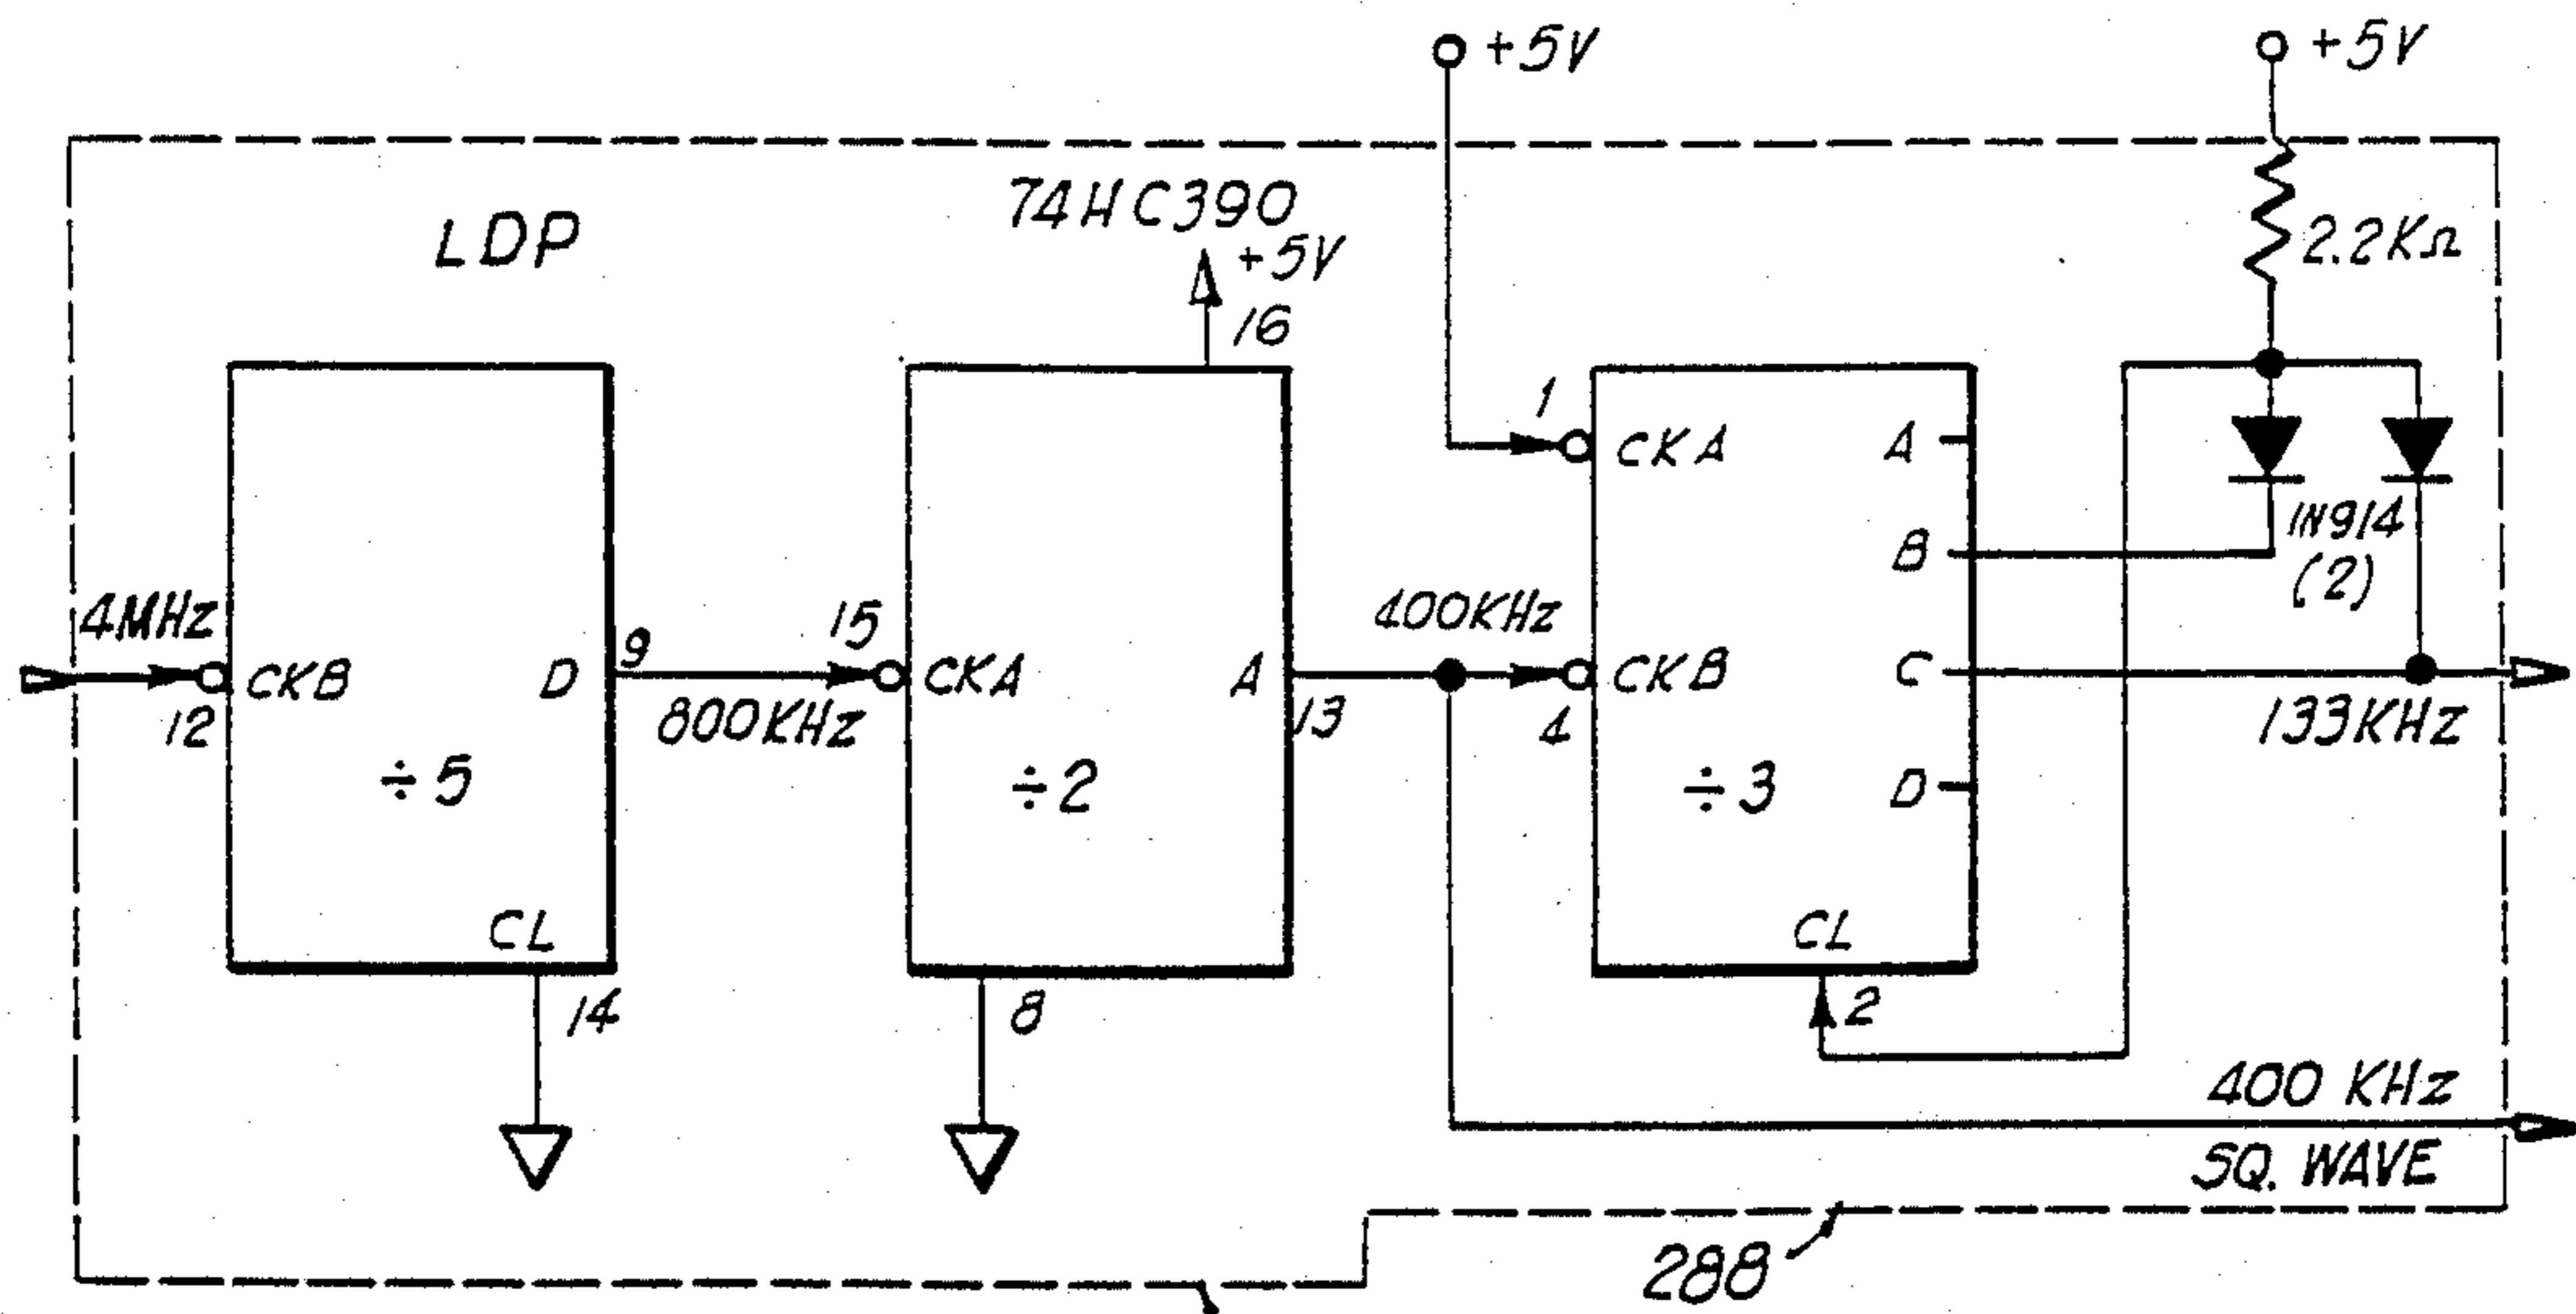 +5V
+5V
74HC390
LDP
+5V
16
2.2KΩ
1
CKA
A
B
1N914
(2)
4MHz
15
400KHz
12
CKB
D
9
CKA
A
13
4
CKB
C
800KHz
133KHz
÷5
÷2
÷3
D
CL
CL
14
8
2
400 KHz
SQ. WAVE
288